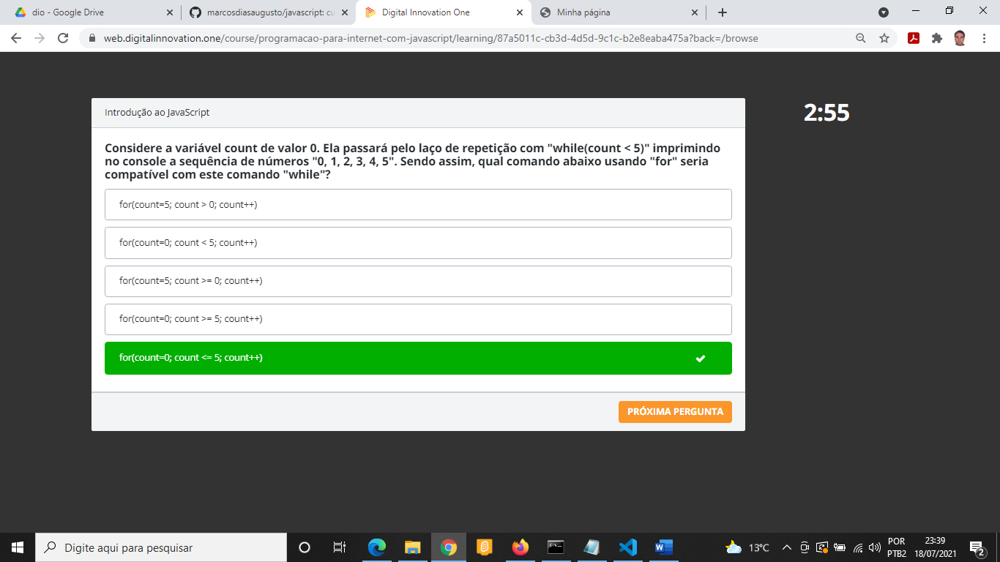 dio - Google Drive
marcosdiasaugusto/javascript: cu
Digital Innovation One
Minha página
web.digitalinnovation.one/course/programacao-para-internet-com-javascript/learning/87a5011c-cb3d-4d5d-9c1c-b2e8eaba475a?back=/browse
Introdução ao JavaScript
2:55
Considere a variável count de valor 0. Ela passará pelo laço de repetição com "while(count < 5)" imprimindo
no console a sequência de números "0, 1, 2, 3, 4, 5". Sendo assim, qual comando abaixo usando "for" seria
compatível com este comando "while"?
for(count=5; count > 0; count++)
for(count=0; count < 5; count++)
for(count=5; count >= 0; count++)
for(count=0; count >= 5; count++)
for(count=0; count <= 5; count++)
PRÓXIMA PERGUNTA
Digite aqui para pesquisar
13°C
POR
PTB2
23:39
18/07/2021
2